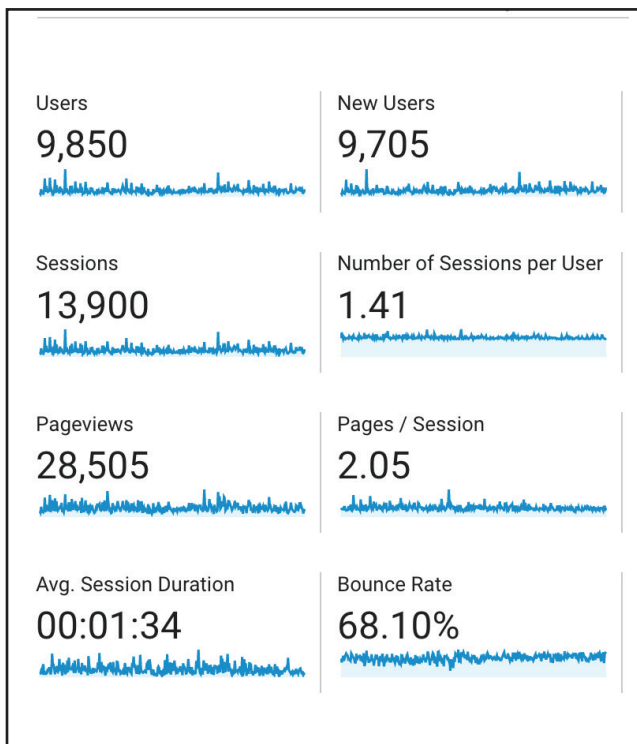 Users
9,850
New Users
9,705
Sessions
13,900
Number of Sessions per User
1.41
Pageviews
28,505
Pages / Session
2.05
Avg. Session Duration
00:01:34
Bounce Rate
68.10%